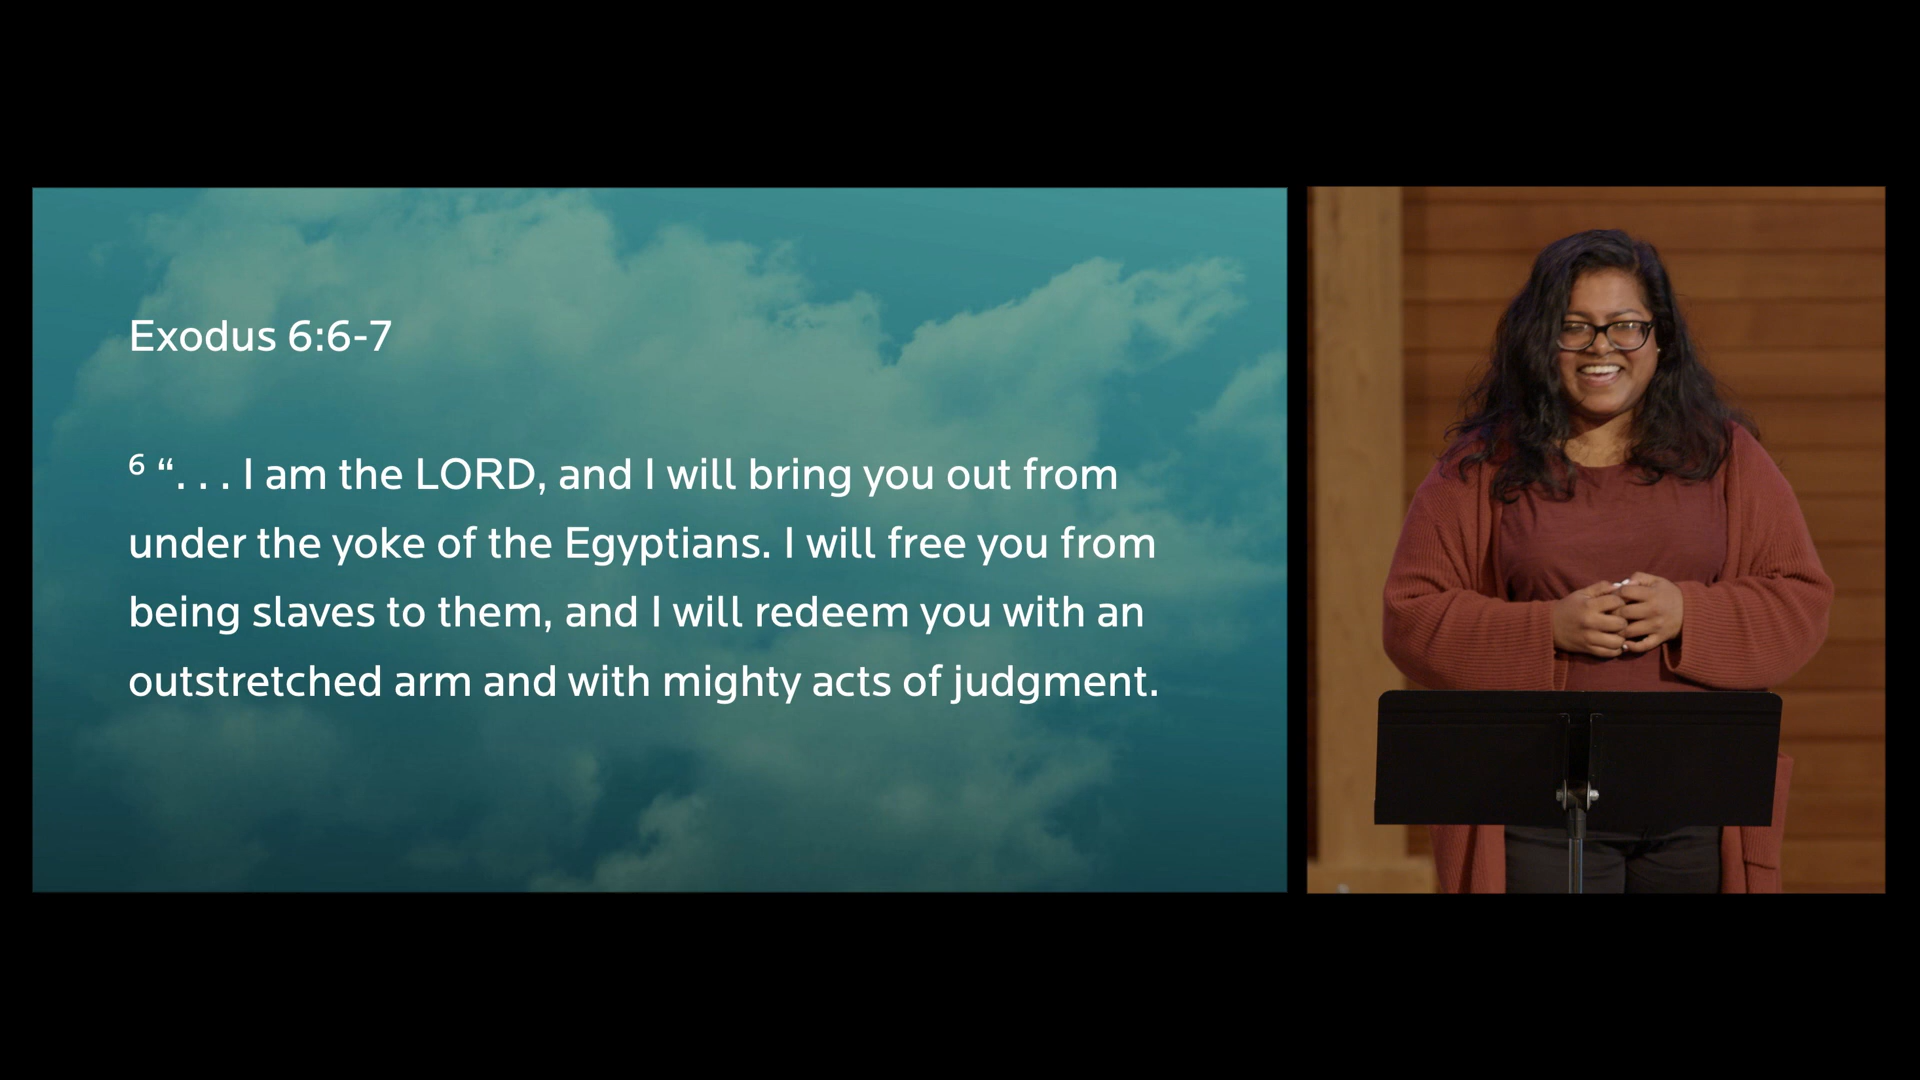 Exodus 6:6-7
6 “. . . I am the LORD, and I will bring you out from
under the yoke of the Egyptians. I will free you from
being slaves to them, and I will redeem you with an
outstretched arm and with mighty acts of judgment.